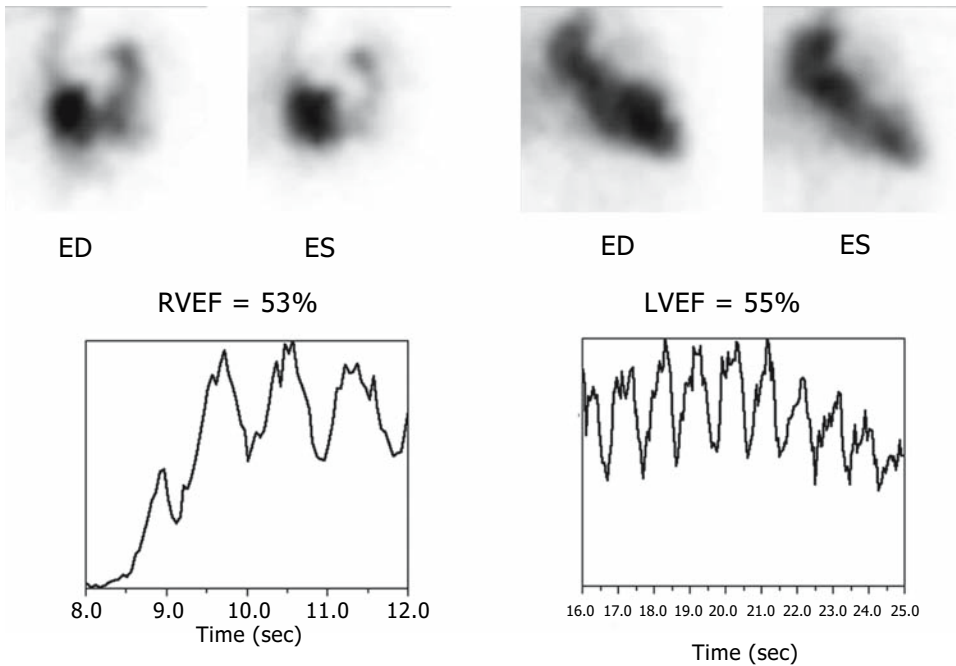 ED ES ED ES
RVEF = 53% LVEF = 55%
8.0 9.0 10.0 11.0 12.0
Time (sec)
16.0 17.0 18.0 19.0 20.0 21.0 22.0 23.0 24.0 25.0
Time (sec)